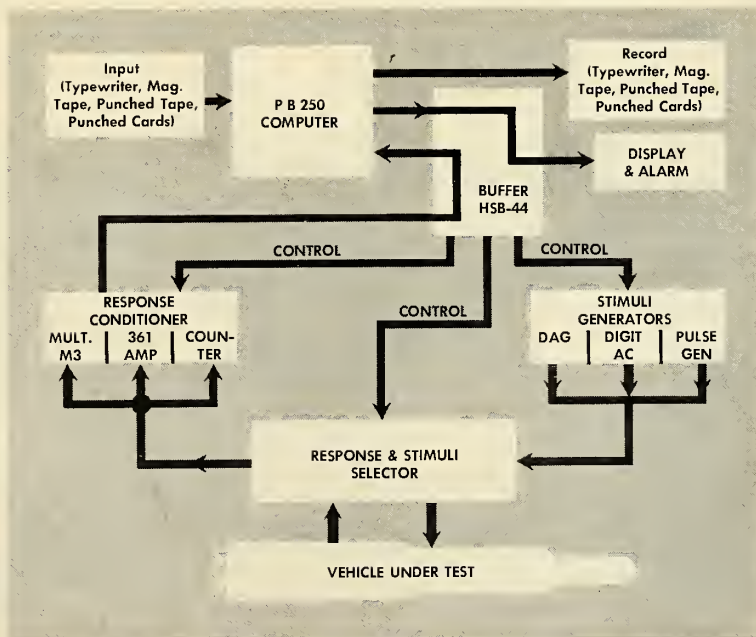 Input
(Typewriter, Mag.
Tape, Punched Tape,
Punched Cards)
P B 250
COMPUTER
Record
(Typewriter, Mag.
Tape, Punched Tape,
Punched Cards)
DISPLAY
& ALARM
BUFFER
HSB-44
CONTROL
CONTROL
CONTROL
RESPONSE
CONDITIONER
MULT. M3 | 361 AMP | COUN-TER
STIMULI
GENERATORS
DAG | DIGIT AC | PULSE GEN
RESPONSE & STIMULI
SELECTOR
VEHICLE UNDER TEST